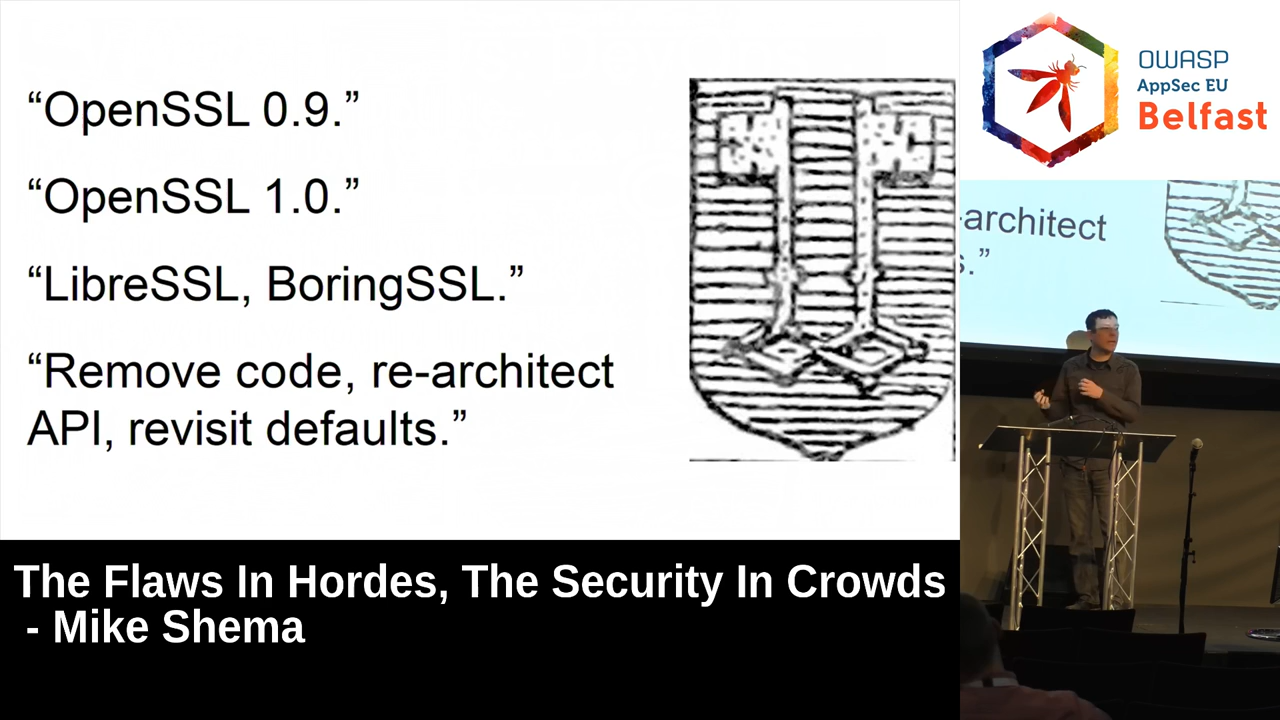 “OpenSSL 0.9.”
“OpenSSL 1.0.”
“LibreSSL, BoringSSL.”
“Remove code, re-architect
API, revisit defaults.”
OWASP
AppSec EU
Belfast
-architect
s.”
The Flaws In Hordes, The Security In Crowds
- Mike Shema